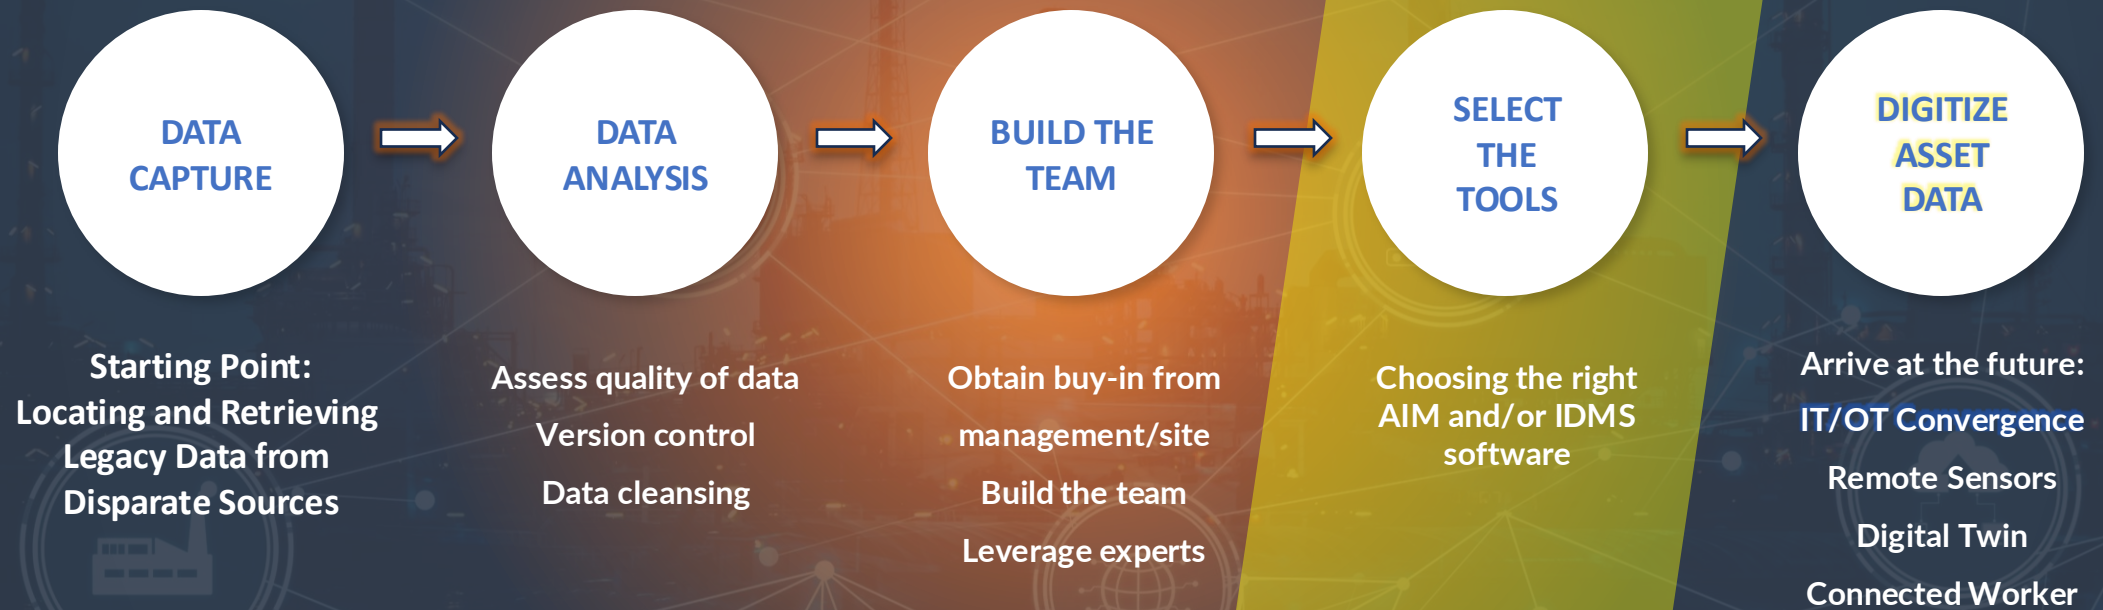 DATA
CAPTURE
DATA
ANALYSIS
BUILD THE
TEAM
SELECT
THE
TOOLS
DIGITIZE
ASSET
DATA
Starting Point:
Locating and Retrieving
Legacy Data from
Disparate Sources
Assess quality of data
Version control
Data cleansing
Obtain buy-in from
management/site
Build the team
Leverage experts
Choosing the right
AIM and/or IDMS
software
Arrive at the future:
IT/OT Convergence
Remote Sensors
Digital Twin
Connected Worker